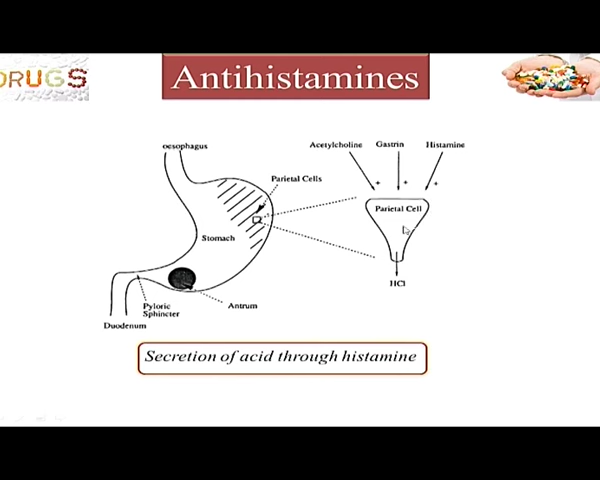 DRUGS
Antihistamines
oesophagus
Acetylcholine Gastrin Histamine
Parietal Cells
+ + +
Parietal Cell
Stomach
HCl
Pyloric
Sphincter
Antrum
Duodenum
Secretion of acid through histamine